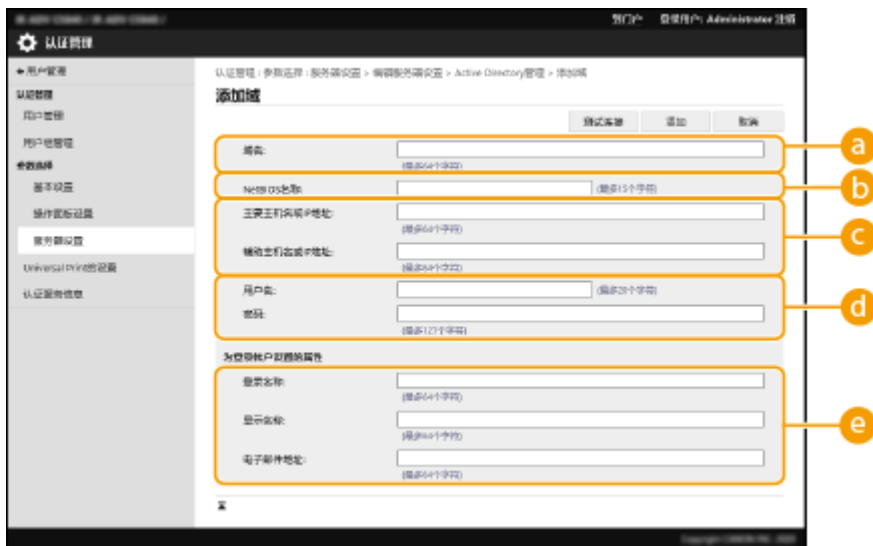 到门户 登录用户: Administrator 注销
认证管理
用户管理
认证管理 : 参数选择 : 服务器设置 > 编辑服务器设置 > Active Directory管理 > 添加域
认证管理
添加域
用户管理
测试连接 添加 取消
用户组管理
域名:
a
(最多64个字符)
参数选择
基本设置
NetBIOS名称:
(最多15个字符)
b
操作面板设置
主要主机名或IP地址:
(最多64个字符)
c
服务器设置
辅助主机名或IP地址:
(最多64个字符)
Universal Print的设置
用户名:
(最多20个字符)
认证服务信息
密码:
d
(最多127个字符)
为登录帐户设置的属性
登录名称:
(最多64个字符)
显示名称:
(最多64个字符)
e
电子邮件地址:
(最多64个字符)
Copyright CANON INC.